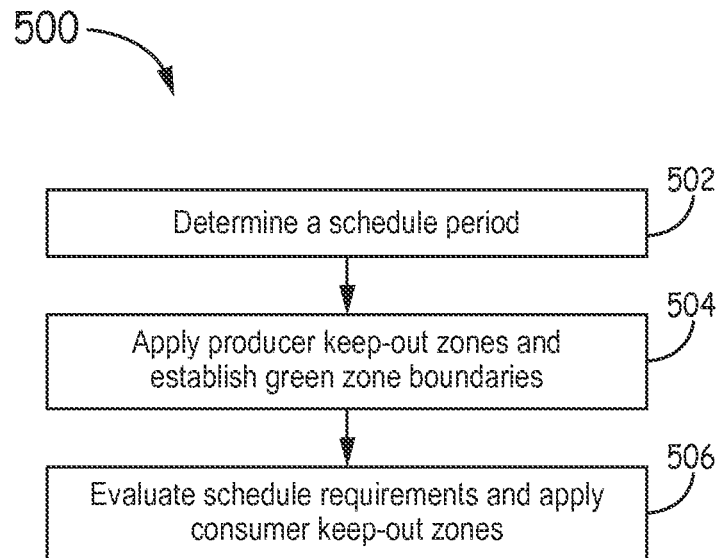 500
502
Determine a schedule period
504
Apply producer keep-out zones and
establish green zone boundaries
506
Evaluate schedule requirements and apply
consumer keep-out zones